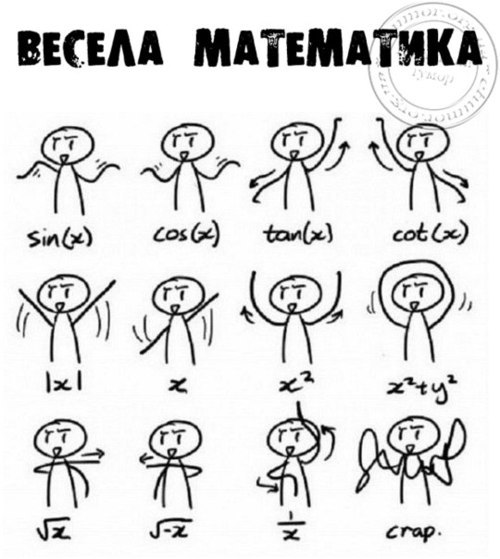 ВЕСЕЛА МАТЕМАТИКА
sin(x) cos(x) tan(x) cot(x)
|x| x x² x²+y²
√x √-x 1/x crap.